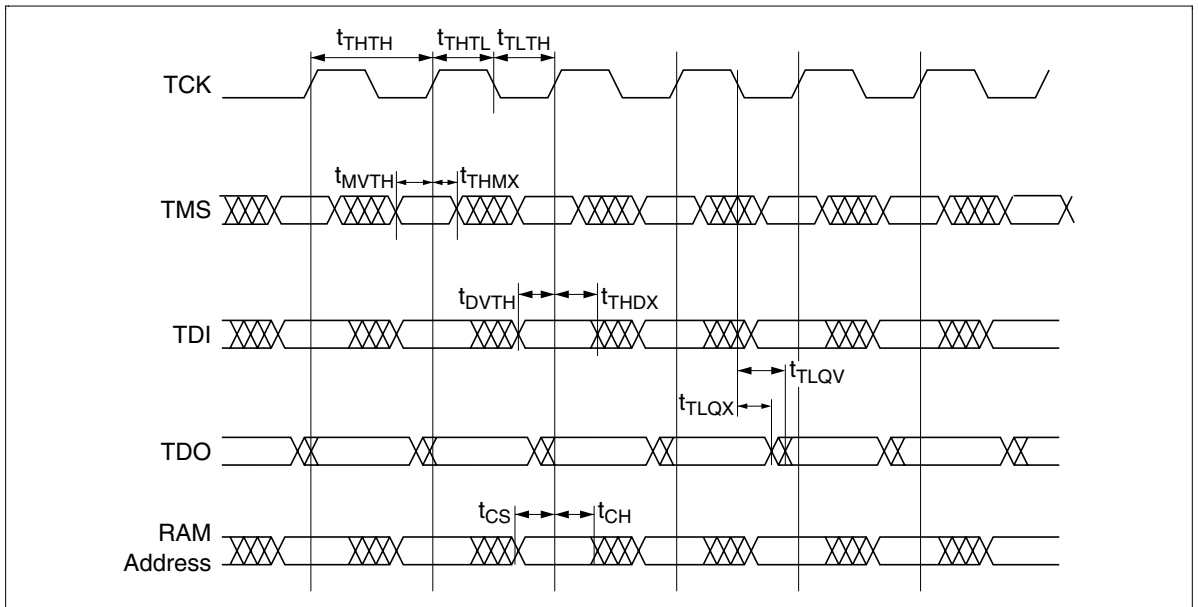 tTHTH tTHTL tTLTH
TCK
tMVTH tTHMX
TMS
tDVTH tTHDX
TDI
tTLQV
tTLQX
TDO
tCS tCH
RAM
Address